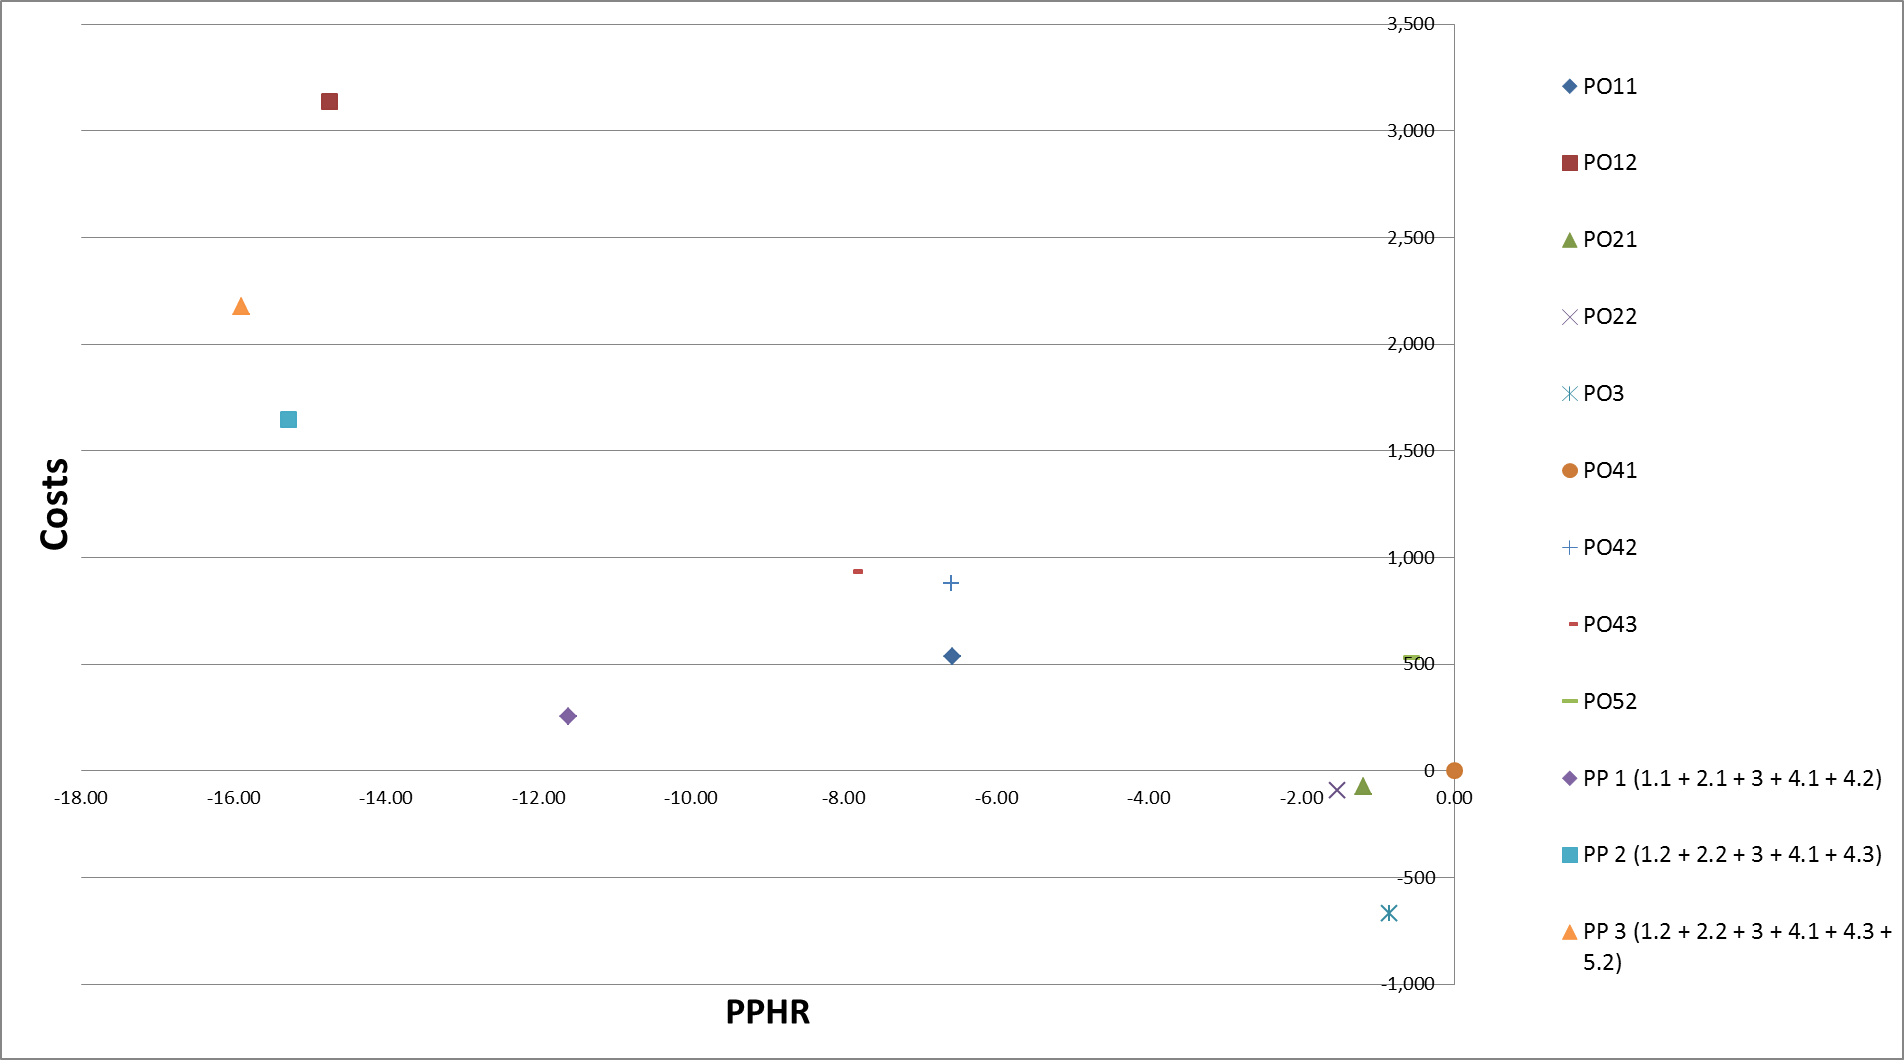 3,500
3,000
2,500
2,000
1,500
1,000
500
0
-500
-1,000
-18.00 -16.00 -14.00 -12.00 -10.00 -8.00 -6.00 -4.00 -2.00 0.00
Costs
PPHR
PO11
PO12
PO21
PO22
PO3
PO41
PO42
PO43
PO52
PP 1 (1.1 + 2.1 + 3 + 4.1 + 4.2)
PP 2 (1.2 + 2.2 + 3 + 4.1 + 4.3)
PP 3 (1.2 + 2.2 + 3 + 4.1 + 4.3 +
5.2)